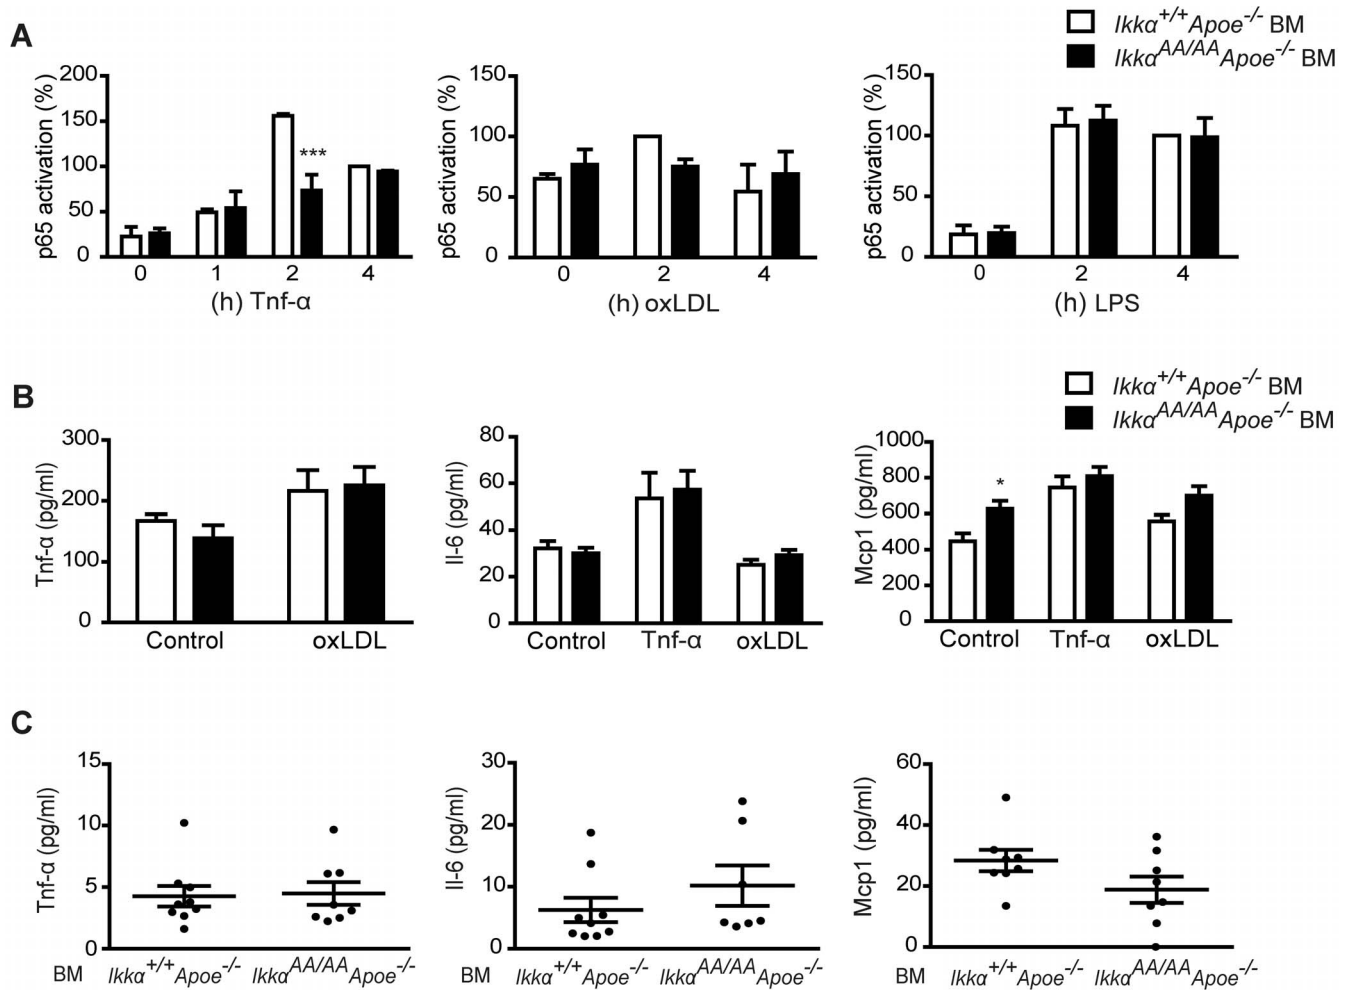 A
Ikkα+/+Apoe-/- BM
IkkαAA/AAApoe-/- BM
p65 activation (%)
200
150
100
50
0
0 1 2 4
***
(h) Tnf-α
p65 activation (%)
150
100
50
0
0 2 4
(h) oxLDL
p65 activation (%)
150
100
50
0
0 2 4
(h) LPS
B
Ikkα+/+Apoe-/- BM
IkkαAA/AAApoe-/- BM
Tnf-α (pg/ml)
300
200
100
0
Control oxLDL
Il-6 (pg/ml)
80
60
40
20
0
Control Tnf-α oxLDL
Mcp1 (pg/ml)
1000
800
600
400
200
0
*
Control Tnf-α oxLDL
C
Tnf-α (pg/ml)
15
10
5
0
BM Ikkα+/+Apoe-/- IkkαAA/AAApoe-/-
Il-6 (pg/ml)
30
20
10
0
Ikkα+/+Apoe-/- IkkαAA/AAApoe-/-
Mcp1 (pg/ml)
60
40
20
0
BM Ikkα+/+Apoe-/- IkkαAA/AAApoe-/-